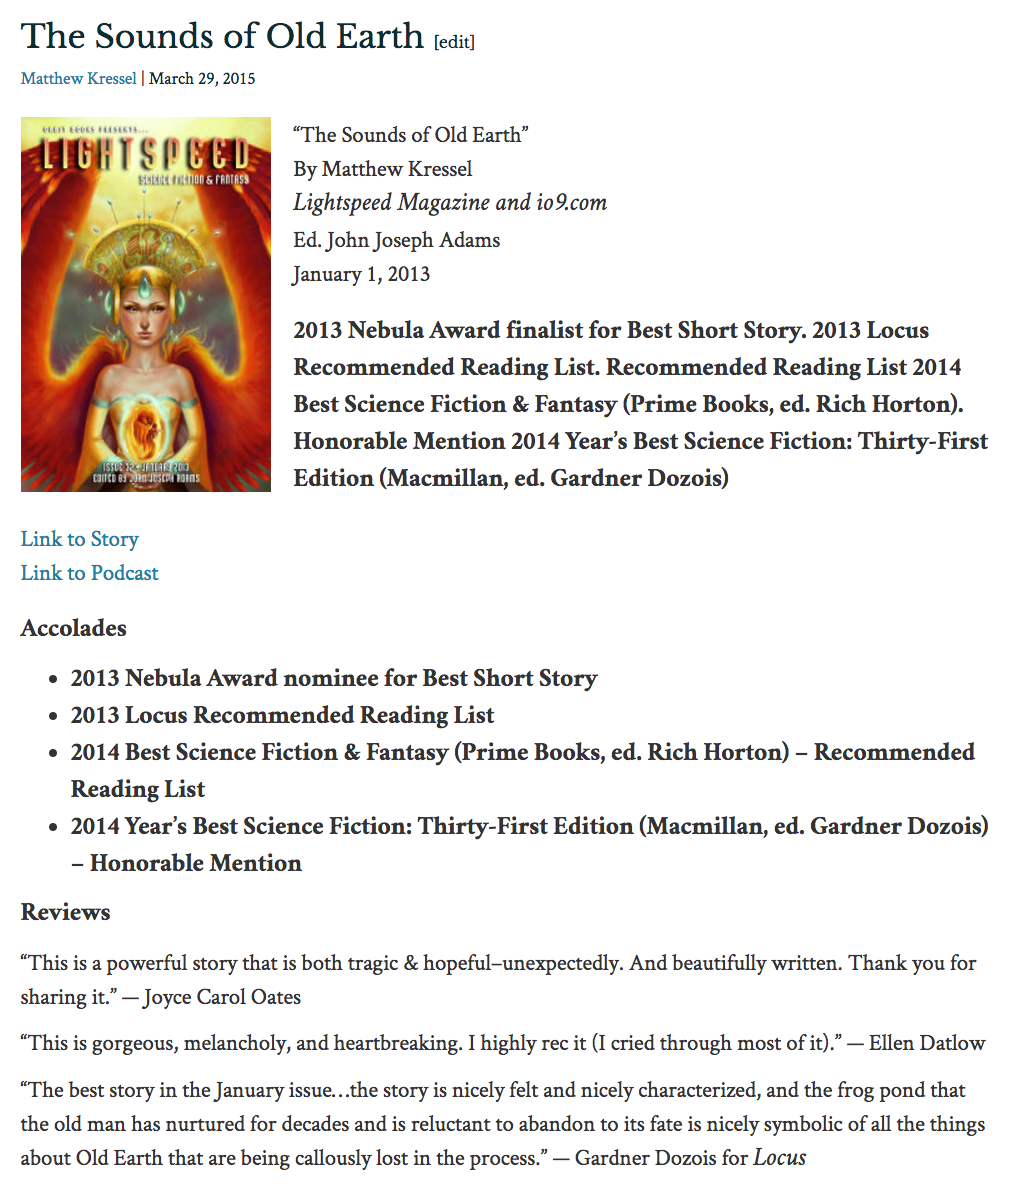 The Sounds of Old Earth [edit]
Matthew Kressel | March 29, 2015
ORBIT BOOKS PRESENTS...
LIGHTSPEED
SCIENCE FICTION & FANTASY
ISSUE 32 • JANUARY 2013
EDITED BY JOHN JOSEPH ADAMS
“The Sounds of Old Earth”
By Matthew Kressel
Lightspeed Magazine and io9.com
Ed. John Joseph Adams
January 1, 2013
2013 Nebula Award finalist for Best Short Story. 2013 Locus
Recommended Reading List. Recommended Reading List 2014
Best Science Fiction & Fantasy (Prime Books, ed. Rich Horton).
Honorable Mention 2014 Year’s Best Science Fiction: Thirty-First
Edition (Macmillan, ed. Gardner Dozois)
Link to Story
Link to Podcast
Accolades
• 2013 Nebula Award nominee for Best Short Story
• 2013 Locus Recommended Reading List
• 2014 Best Science Fiction & Fantasy (Prime Books, ed. Rich Horton) – Recommended
Reading List
• 2014 Year’s Best Science Fiction: Thirty-First Edition (Macmillan, ed. Gardner Dozois)
– Honorable Mention
Reviews
“This is a powerful story that is both tragic & hopeful–unexpectedly. And beautifully written. Thank you for
sharing it.” — Joyce Carol Oates
“This is gorgeous, melancholy, and heartbreaking. I highly rec it (I cried through most of it).” — Ellen Datlow
“The best story in the January issue…the story is nicely felt and nicely characterized, and the frog pond that
the old man has nurtured for decades and is reluctant to abandon to its fate is nicely symbolic of all the things
about Old Earth that are being callously lost in the process.” — Gardner Dozois for Locus